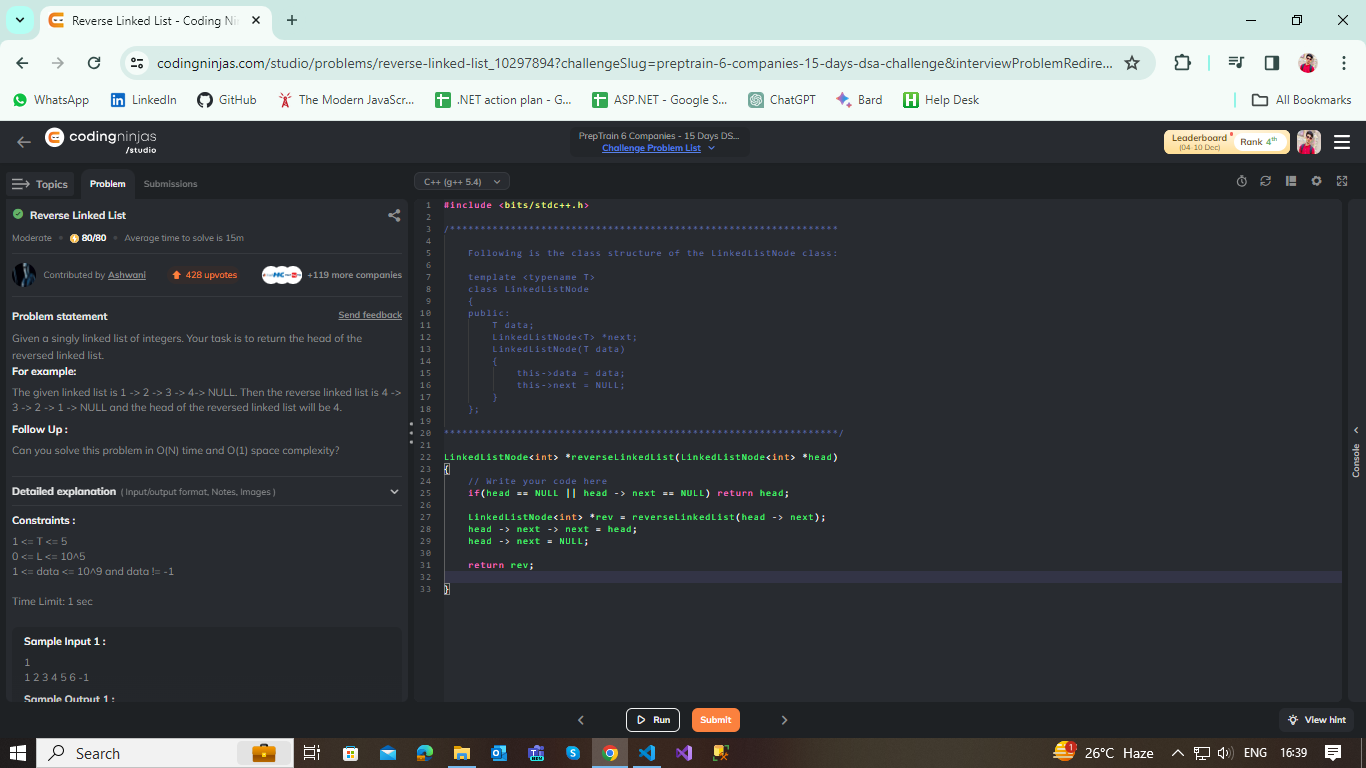 Reverse Linked List - Coding Nin
codingninjas.com/studio/problems/reverse-linked-list_10297894?challengeSlug=preptrain-6-companies-15-days-dsa-challenge&interviewProblemRedire...
WhatsApp
LinkedIn
GitHub
The Modern JavaScr...
.NET action plan - G...
ASP.NET - Google S...
ChatGPT
Bard
Help Desk
All Bookmarks
codingninjas
/studio
PrepTrain 6 Companies - 15 Days DS...
Challenge Problem List
Leaderboard
(04-10 Dec)
Rank 4th
Topics
Problem
Submissions
C++ (g++ 5.4)
Reverse Linked List
Moderate
80/80
Average time to solve is 15m
Contributed by Ashwani
428 upvotes
+119 more companies
Problem statement
Send feedback
Given a singly linked list of integers. Your task is to return the head of the
reversed linked list.
For example:
The given linked list is 1 -> 2 -> 3 -> 4-> NULL. Then the reverse linked list is 4 ->
3 -> 2 -> 1 -> NULL and the head of the reversed linked list will be 4.
Follow Up :
Can you solve this problem in O(N) time and O(1) space complexity?
Detailed explanation ( Input/output format, Notes, Images )
Constraints :
1 <= T <= 5
0 <= L <= 10^5
1 <= data <= 10^9 and data != -1
Time Limit: 1 sec
Sample Input 1 :
1
1 2 3 4 5 6 -1
Sample Output 1 :
1 #include <bits/stdc++.h>
2
3 /*****************************************************************
4
5 Following is the class structure of the LinkedListNode class:
6
7 template <typename T>
8 class LinkedListNode
9 {
10 public:
11 T data;
12 LinkedListNode<T> *next;
13 LinkedListNode(T data)
14 {
15 this->data = data;
16 this->next = NULL;
17 }
18 };
19
20 *****************************************************************/
21
22 LinkedListNode<int> *reverseLinkedList(LinkedListNode<int> *head)
23 {
24 // Write your code here
25 if(head == NULL || head -> next == NULL) return head;
26
27 LinkedListNode<int> *rev = reverseLinkedList(head -> next);
28 head -> next -> next = head;
29 head -> next = NULL;
30
31 return rev;
32
33 }
Console
Run
Submit
View hint
Search
1
26°C Haze
ENG
16:39